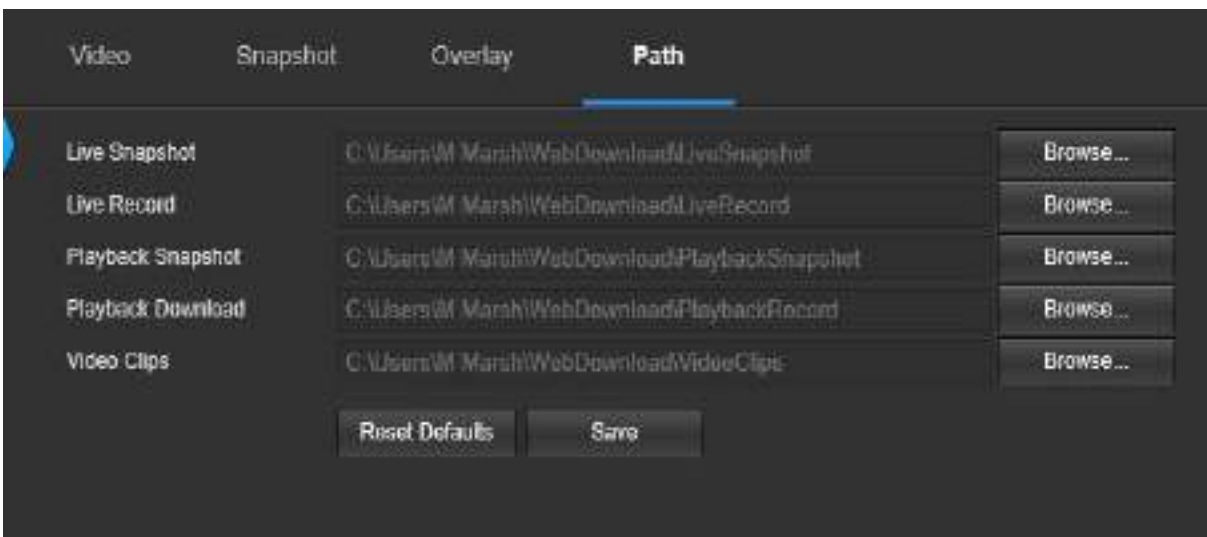 Video Snapshot Overlay Path
Live Snapshot C:\Users\M Marsh\WebDownload\LiveSnapshot Browse...
Live Record C:\Users\M Marsh\WebDownload\LiveRecord Browse...
Playback Snapshot C:\Users\M Marsh\WebDownload\PlaybackSnapshot Browse...
Playback Download C:\Users\M Marsh\WebDownload\PlaybackRecord Browse...
Video Clips C:\Users\M Marsh\WebDownload\VideoClips Browse...
Reset Defaults Save